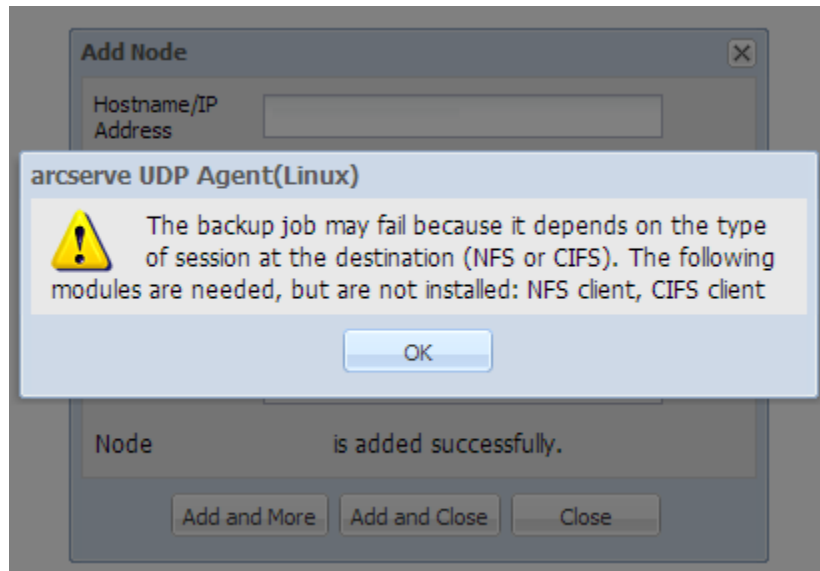 Add Node
Hostname/IP
Address
arcserve UDP Agent(Linux)
The backup job may fail because it depends on the type
of session at the destination (NFS or CIFS). The following
modules are needed, but are not installed: NFS client, CIFS client
OK
Node is added successfully.
Add and More Add and Close Close